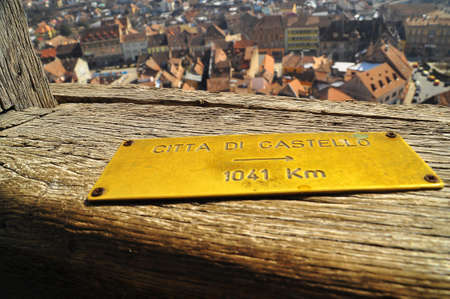 CITTA DI CASTELLO
→
1041 Km